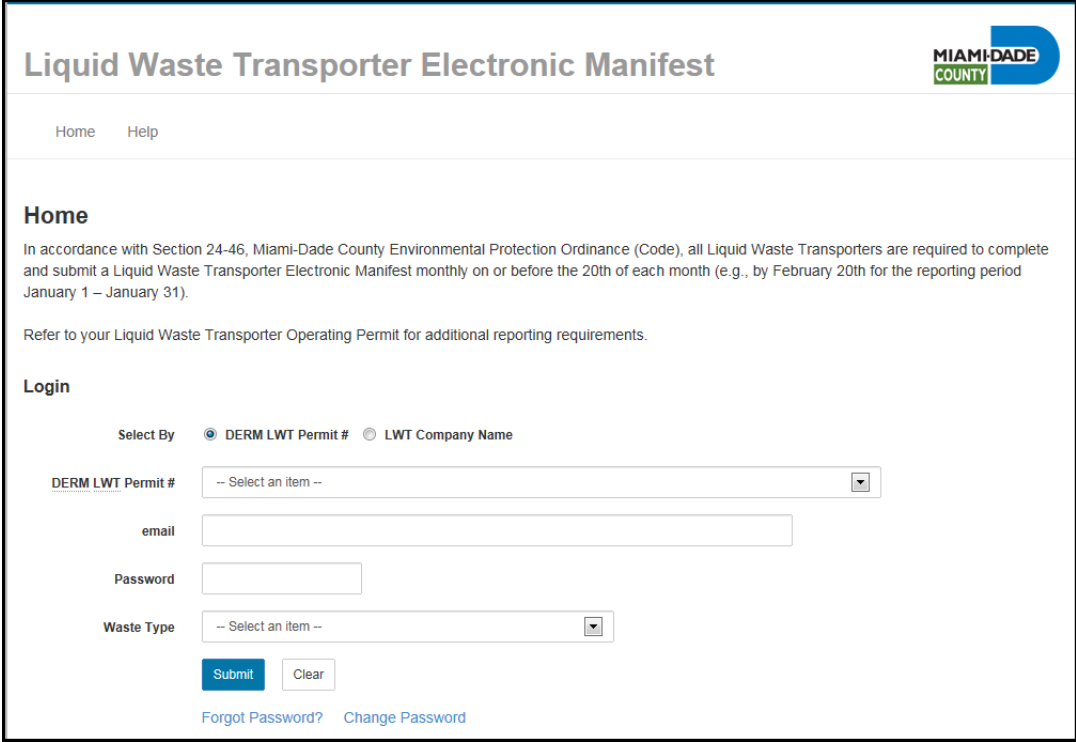 Liquid Waste Transporter Electronic Manifest
MIAMI-DADE
COUNTY
Home Help
Home
In accordance with Section 24-46, Miami-Dade County Environmental Protection Ordinance (Code), all Liquid Waste Transporters are required to complete
and submit a Liquid Waste Transporter Electronic Manifest monthly on or before the 20th of each month (e.g., by February 20th for the reporting period
January 1 – January 31).
Refer to your Liquid Waste Transporter Operating Permit for additional reporting requirements.
Login
Select By DERM LWT Permit # LWT Company Name
DERM LWT Permit # -- Select an item --
email
Password
Waste Type -- Select an item --
Submit Clear
Forgot Password? Change Password